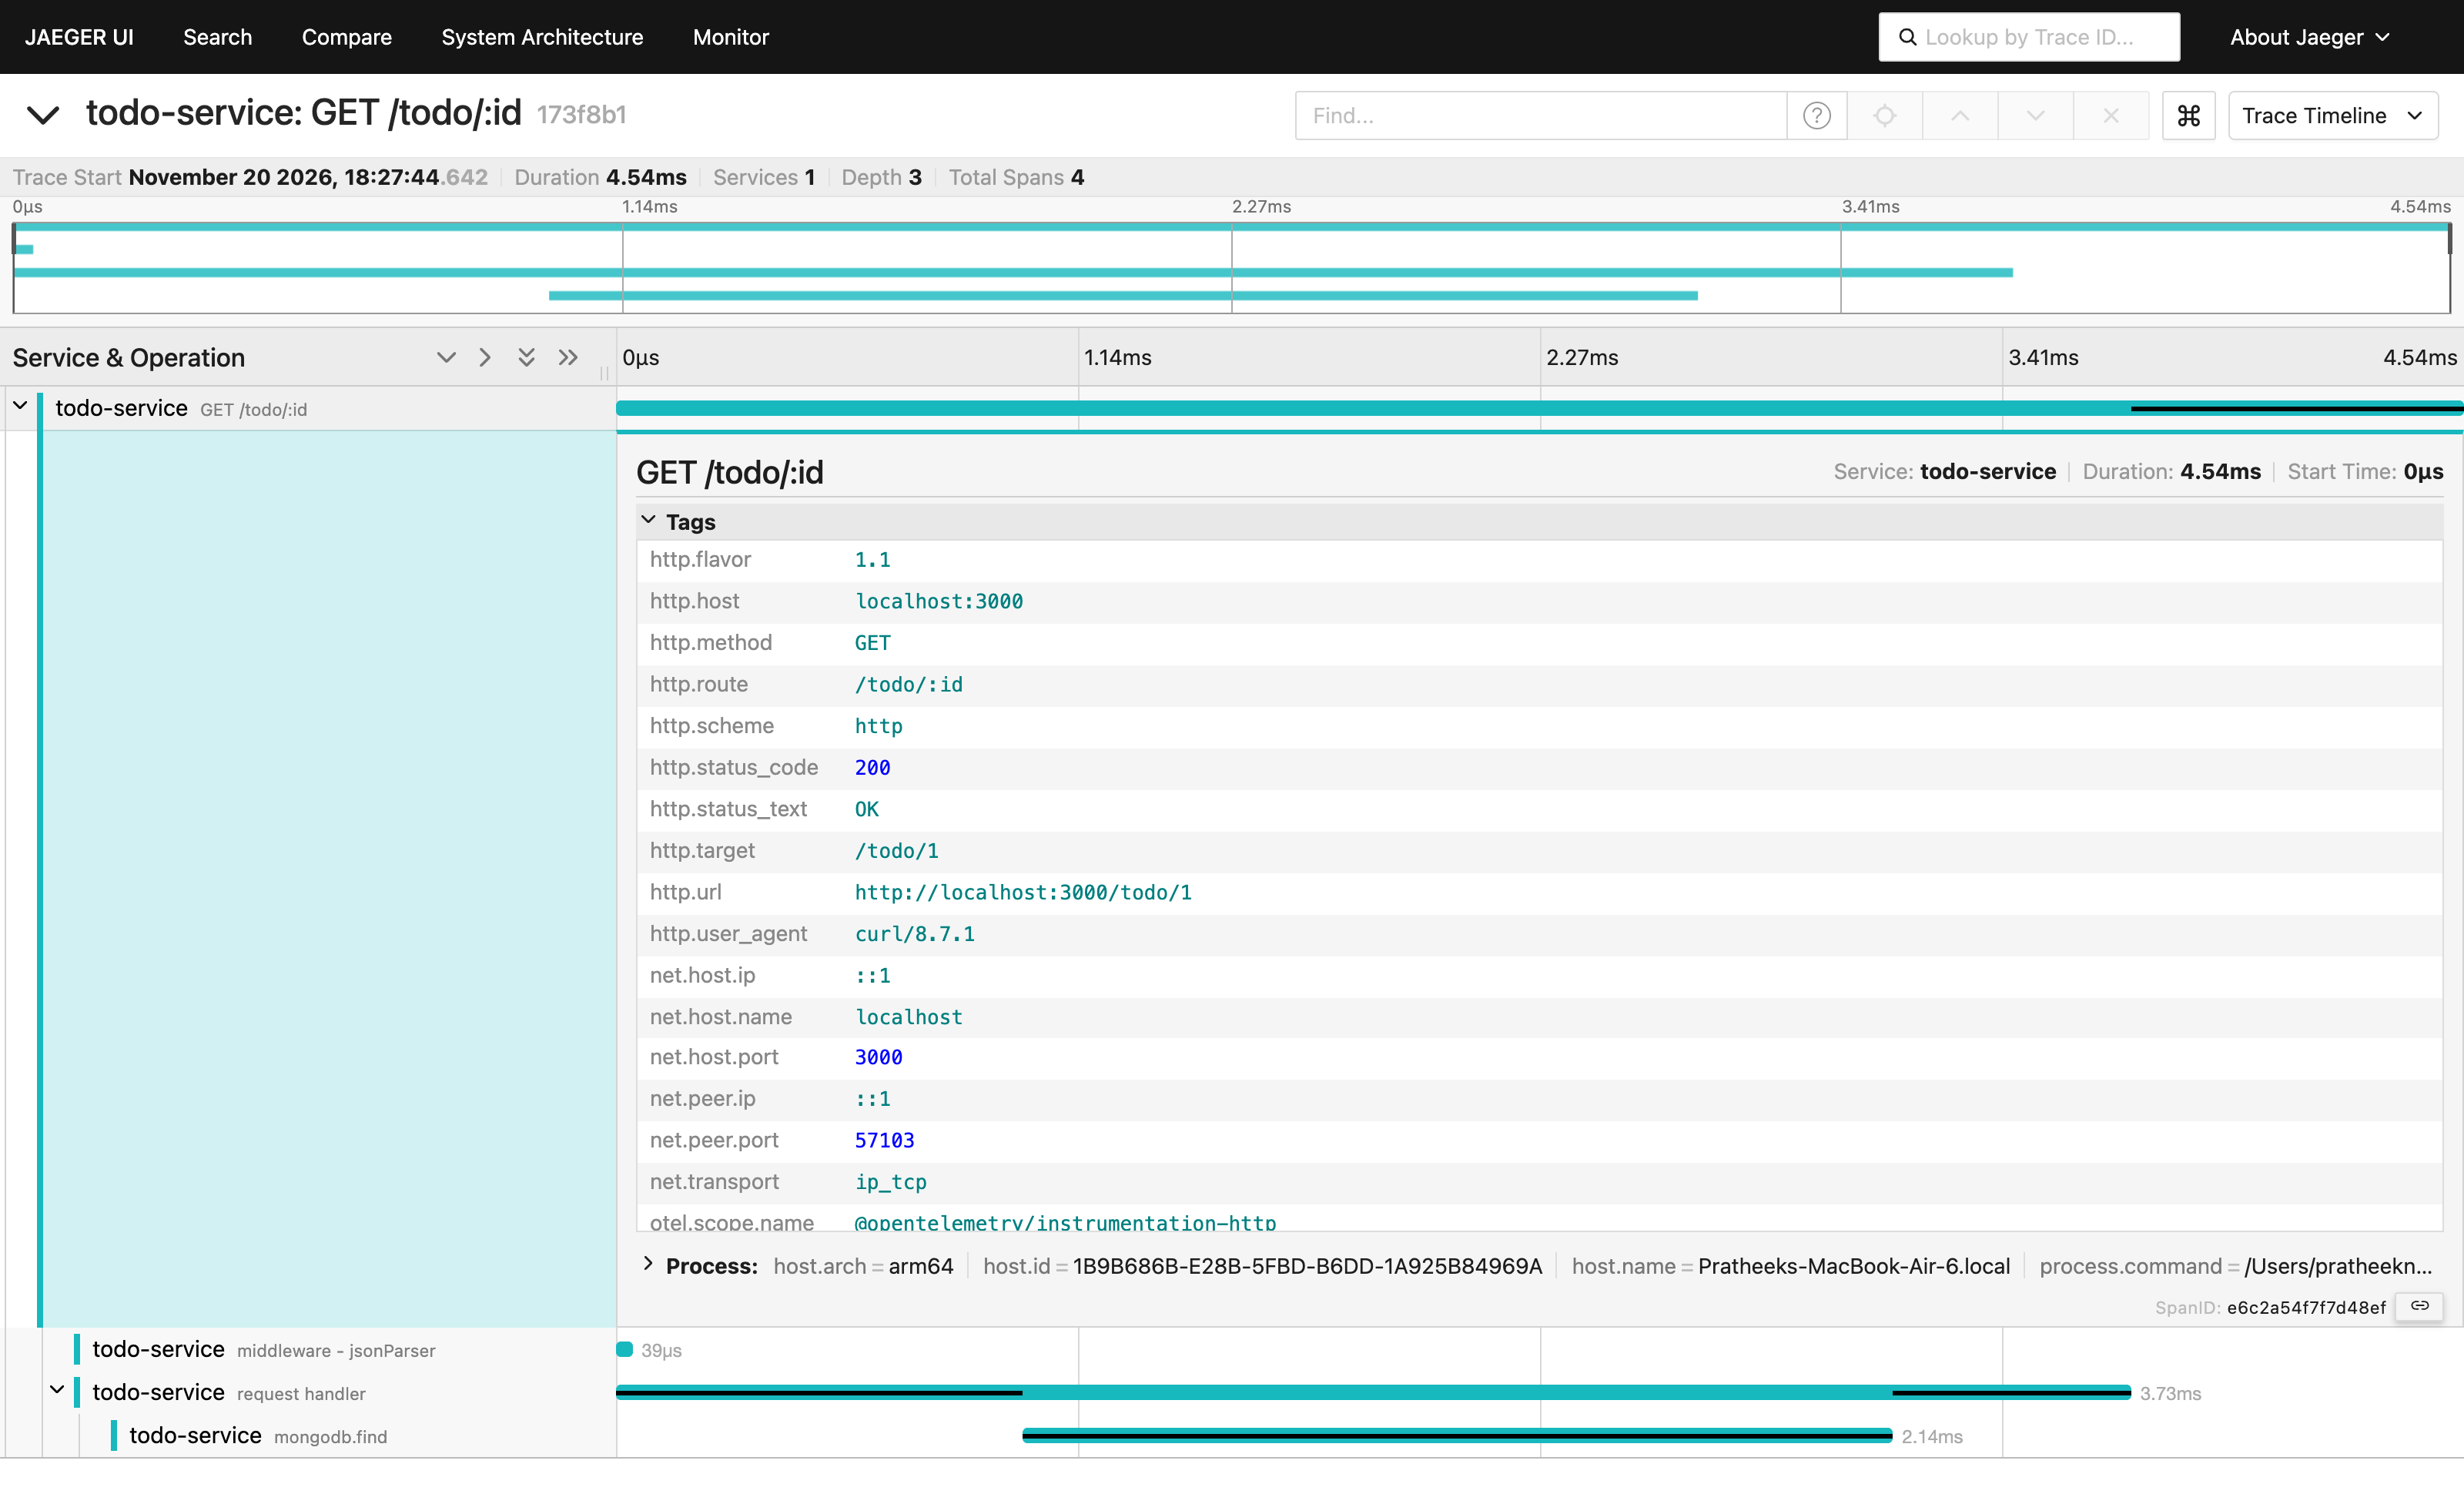 JAEGER UI Search Compare System Architecture Monitor Lookup by Trace ID... About Jaeger
todo-service: GET /todo/:id 173f8b1 Find... ? ⌘ Trace Timeline
Trace Start November 20 2026, 18:27:44.642 Duration 4.54ms Services 1 Depth 3 Total Spans 4
0μs 1.14ms 2.27ms 3.41ms 4.54ms
Service & Operation 0μs 1.14ms 2.27ms 3.41ms 4.54ms
todo-service GET /todo/:id
GET /todo/:id Service: todo-service Duration: 4.54ms Start Time: 0μs
Tags
http.flavor 1.1
http.host localhost:3000
http.method GET
http.route /todo/:id
http.scheme http
http.status_code 200
http.status_text OK
http.target /todo/1
http.url http://localhost:3000/todo/1
http.user_agent curl/8.7.1
net.host.ip ::1
net.host.name localhost
net.host.port 3000
net.peer.ip ::1
net.peer.port 57103
net.transport ip_tcp
otel.scope.name @opentelemetry/instrumentation-http
Process: host.arch = arm64 host.id = 1B9B686B-E28B-5FBD-B6DD-1A925B84969A host.name = Pratheeks-MacBook-Air-6.local process.command = /Users/pratheekn...
SpanID: e6c2a54f7f7d48ef
todo-service middleware - jsonParser 39μs
todo-service request handler 3.73ms
todo-service mongodb.find 2.14ms